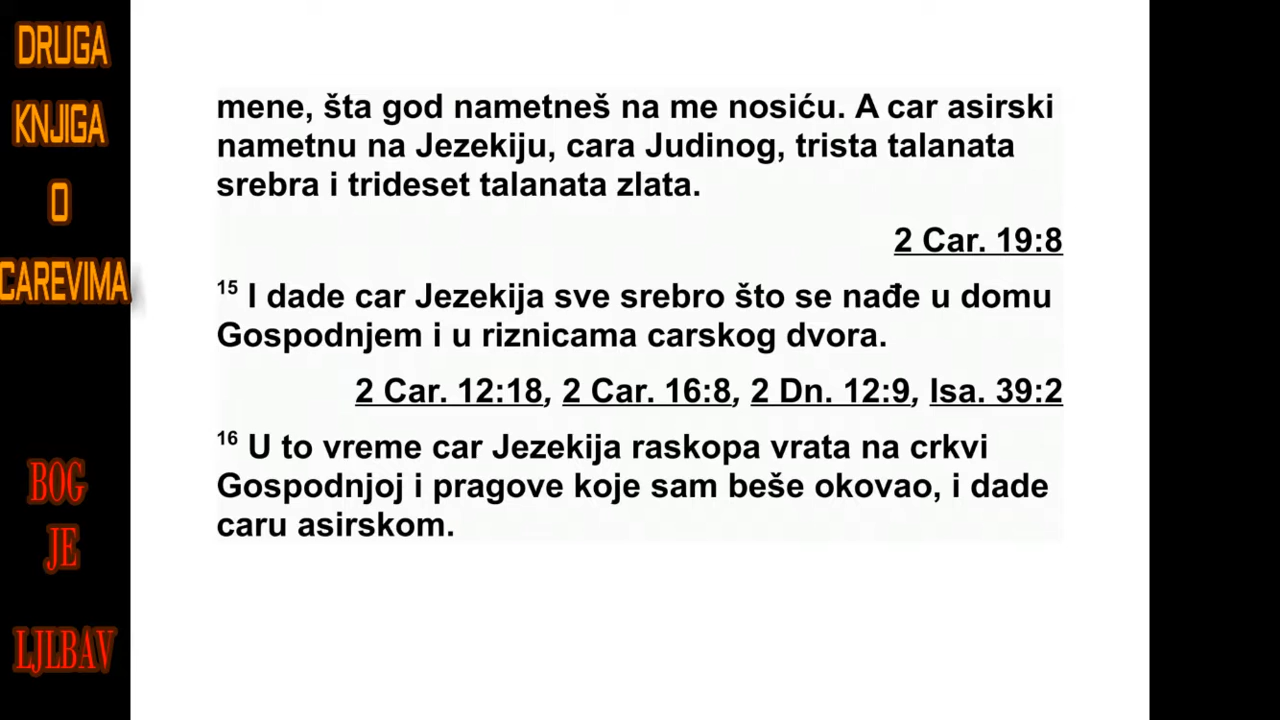 DRUGA
KNJIGA
O
CAREVIMA
BOG
JE
LJLBAV
mene, šta god nametneš na me nosiću. A car asirski
nametnu na Jezekiju, cara Judinog, trista talanata
srebra i trideset talanata zlata.
2 Car. 19:8
15 I dade car Jezekija sve srebro što se nađe u domu
Gospodnjem i u riznicama carskog dvora.
2 Car. 12:18, 2 Car. 16:8, 2 Dn. 12:9, Isa. 39:2
16 U to vreme car Jezekija raskopa vrata na crkvi
Gospodnjoj i pragove koje sam beše okovao, i dade
caru asirskom.